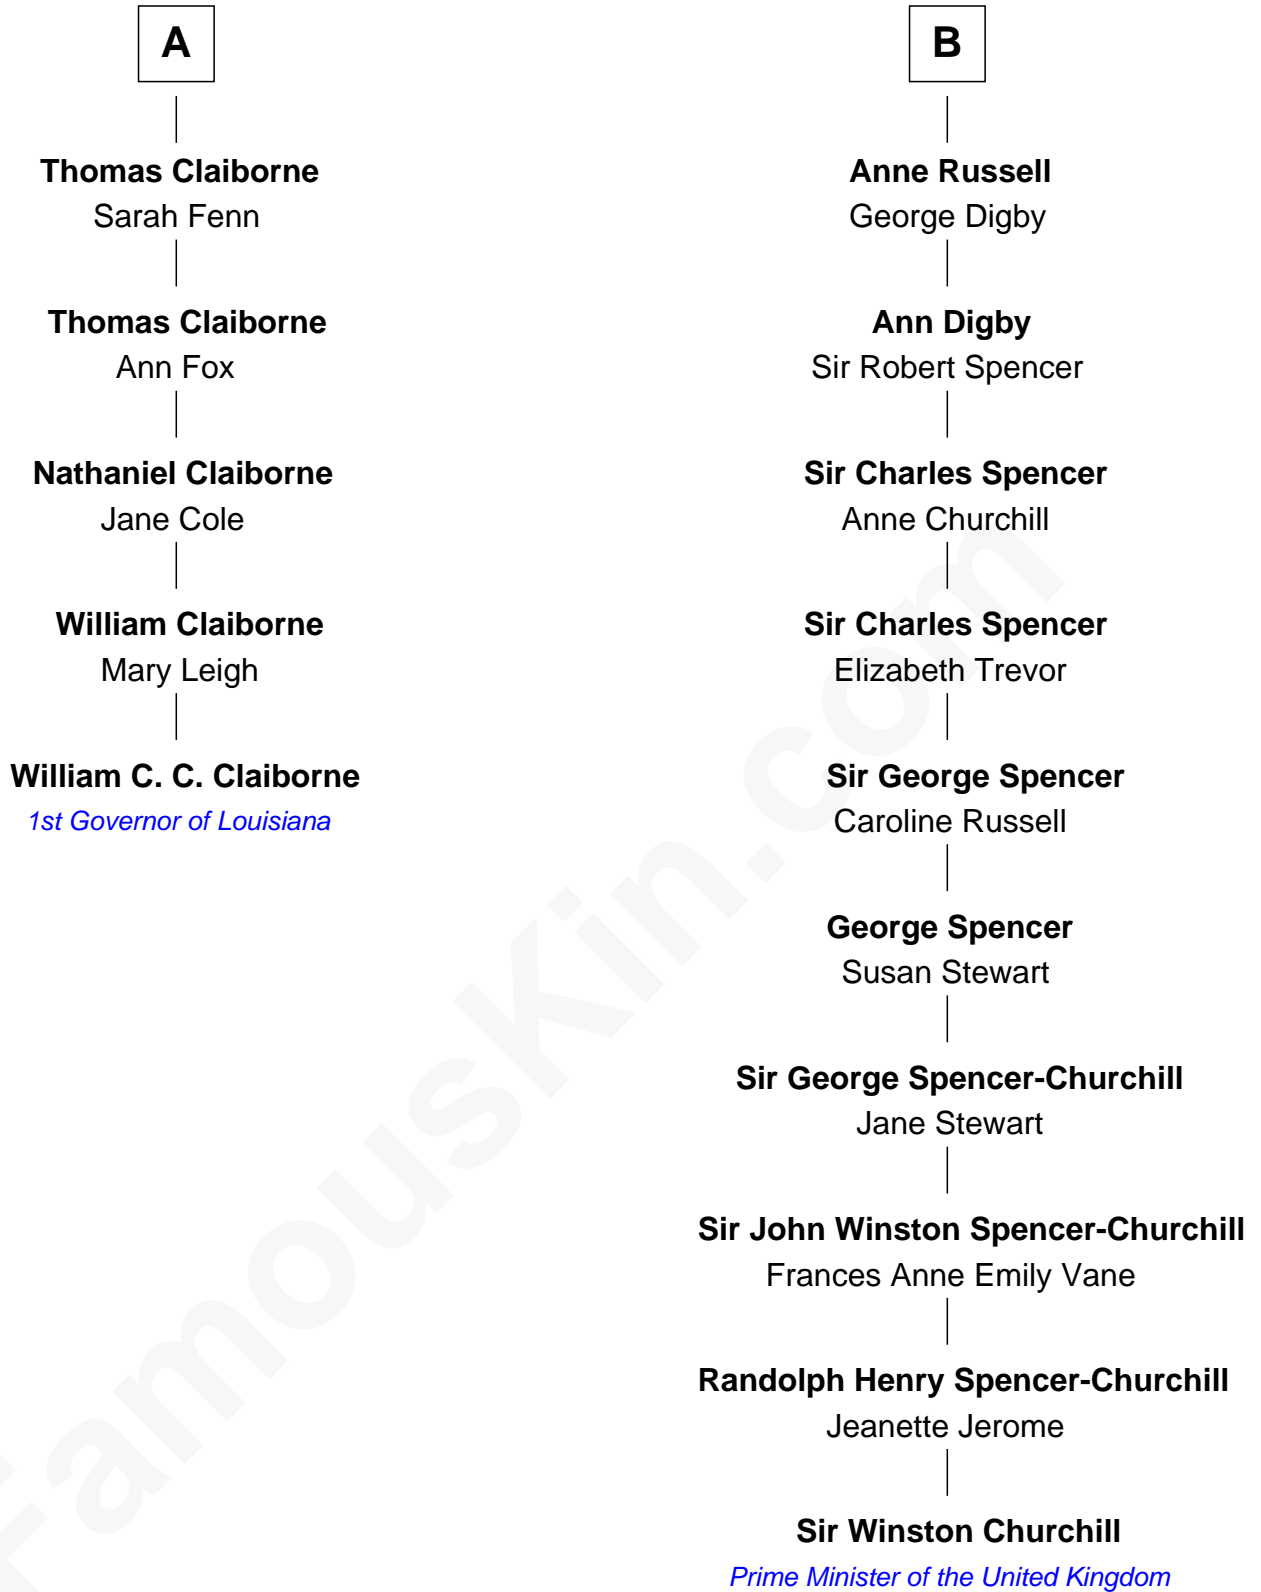 A
Thomas Claiborne
Sarah Fenn
Thomas Claiborne
Ann Fox
Nathaniel Claiborne
Jane Cole
William Claiborne
Mary Leigh
William C. C. Claiborne
1st Governor of Louisiana
B
Anne Russell
George Digby
Ann Digby
Sir Robert Spencer
Sir Charles Spencer
Anne Churchill
Sir Charles Spencer
Elizabeth Trevor
Sir George Spencer
Caroline Russell
George Spencer
Susan Stewart
Sir George Spencer-Churchill
Jane Stewart
Sir John Winston Spencer-Churchill
Frances Anne Emily Vane
Randolph Henry Spencer-Churchill
Jeanette Jerome
Sir Winston Churchill
Prime Minister of the United Kingdom
FamousKin.com